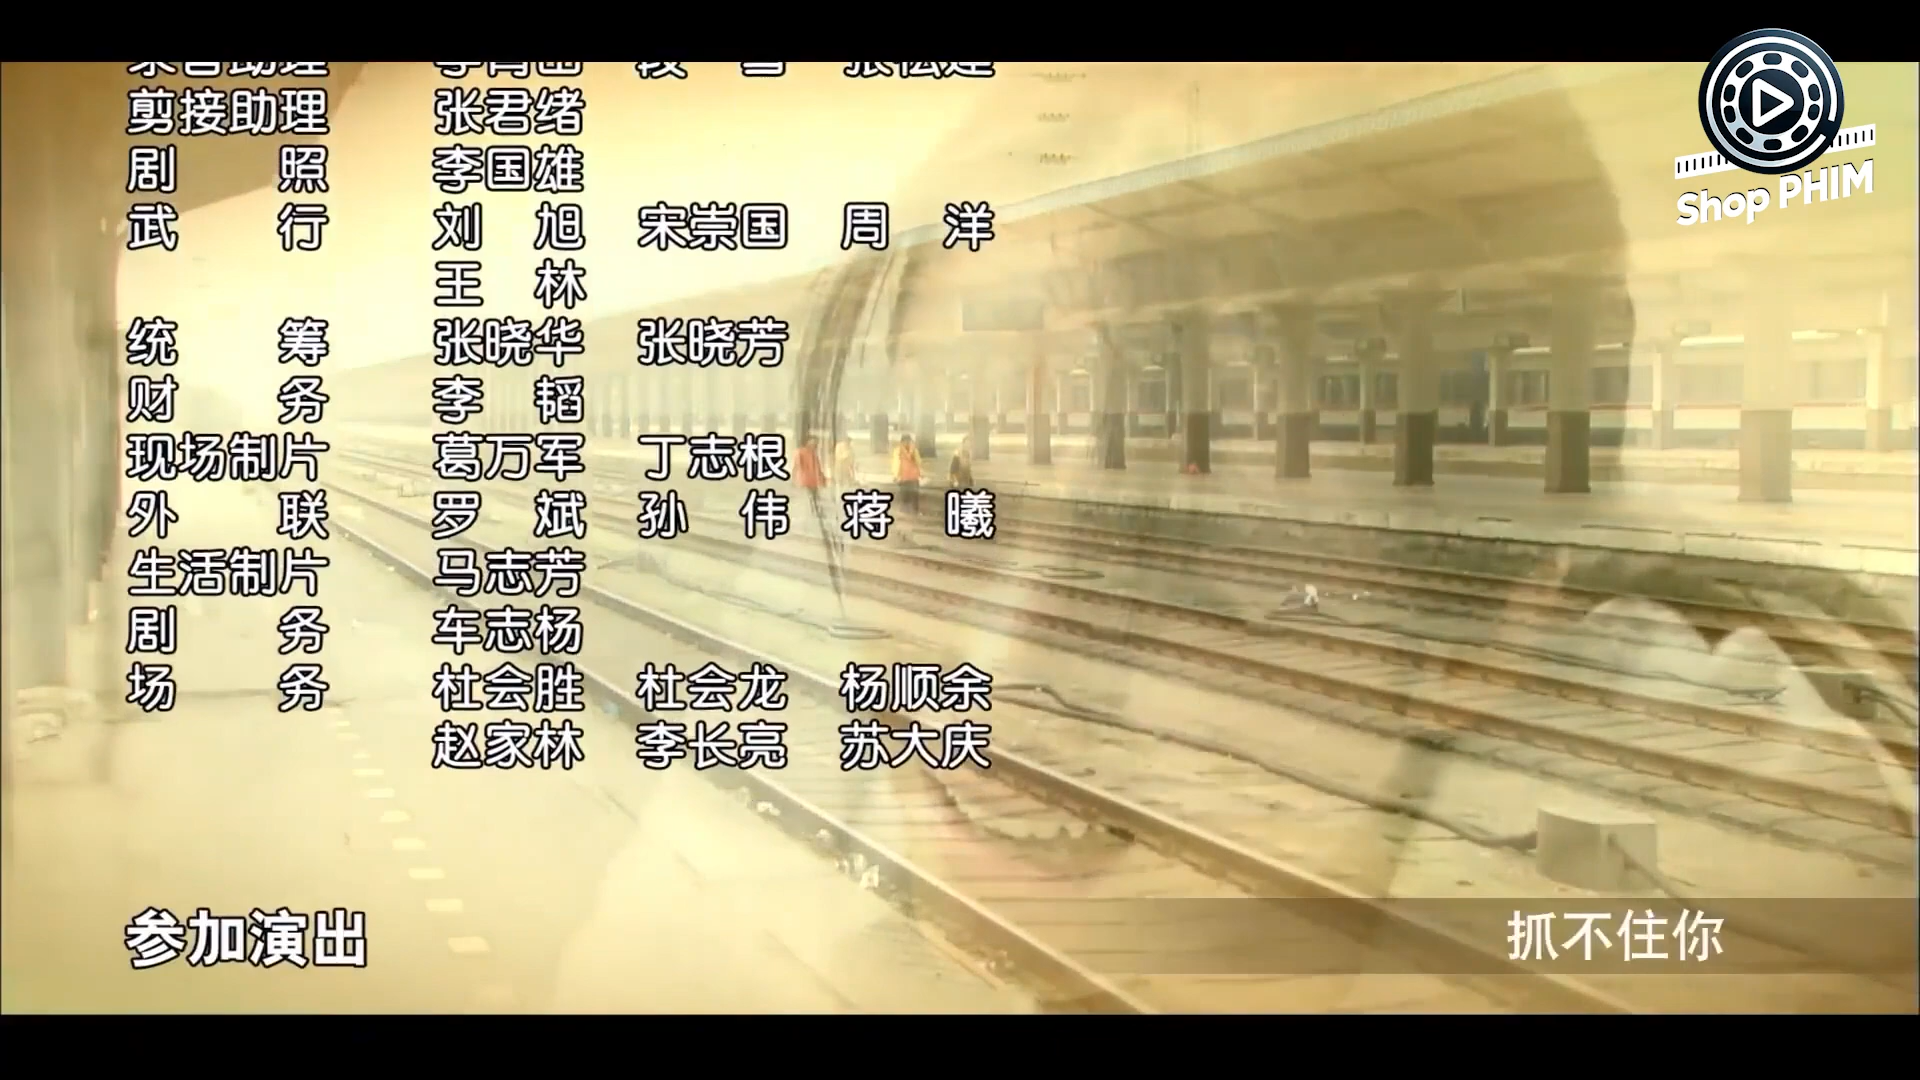 剪接助理 张君绪
剧照 李国雄
武行 刘旭 宋崇国 周洋
王林
统筹 张晓华 张晓芳
财务 李韬
现场制片 葛万军 丁志根
外联 罗斌 孙伟 蒋曦
生活制片 马志芳
剧务 车志杨
场务 杜会胜 杜会龙 杨顺余
赵家林 李长亮 苏大庆
参加演出
抓不住你
Shop PHIM